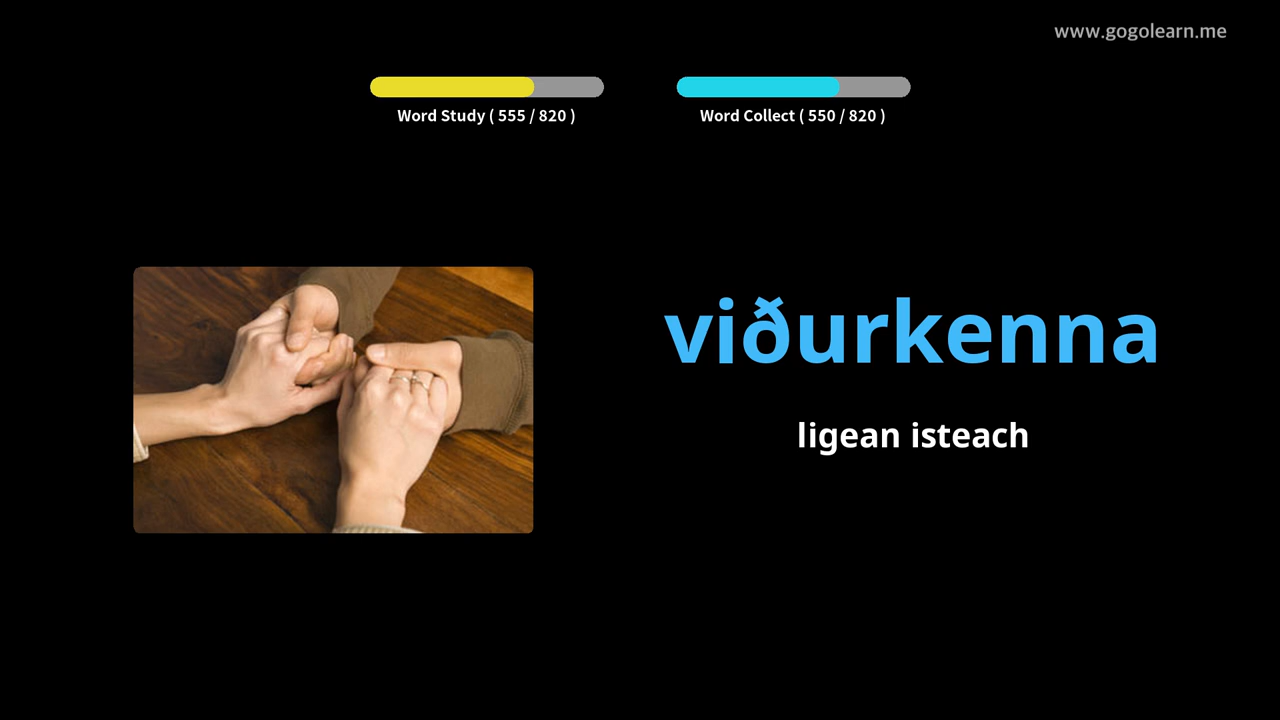 www.gogolearn.me
Word Study ( 555 / 820 )
Word Collect ( 550 / 820 )
viðurkenna
ligean isteach